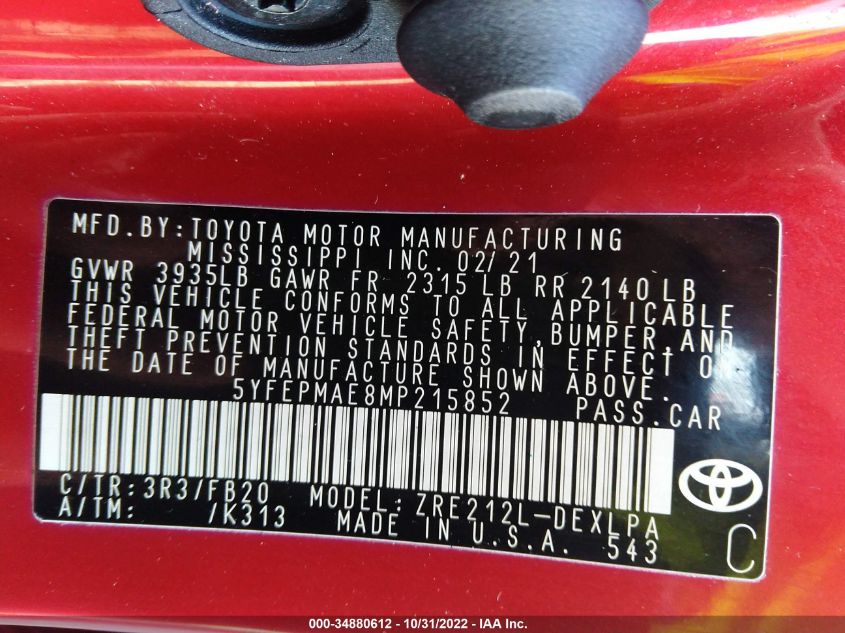 MFD.BY:TOYOTA MOTOR MANUFACTURING
MISSISSIPPI INC. 02/21
GVWR 3935LB GAWR FR 2315 LB RR 2140 LB
THIS VEHICLE CONFORMS TO ALL APPLICABLE
FEDERAL MOTOR VEHICLE SAFETY,BUMPER,AND
THEFT PREVENTION STANDARDS IN EFFECT ON
THE DATE OF MANUFACTURE SHOWN ABOVE.
5YFEPMAE8MP215852 PASS.CAR
C/TR:3R3/FB20 MODEL:ZRE212L-DEXLPA
A/TM: /K313 MADE IN U.S.A. 543
C
000-34880612 - 10/31/2022 - IAA Inc.